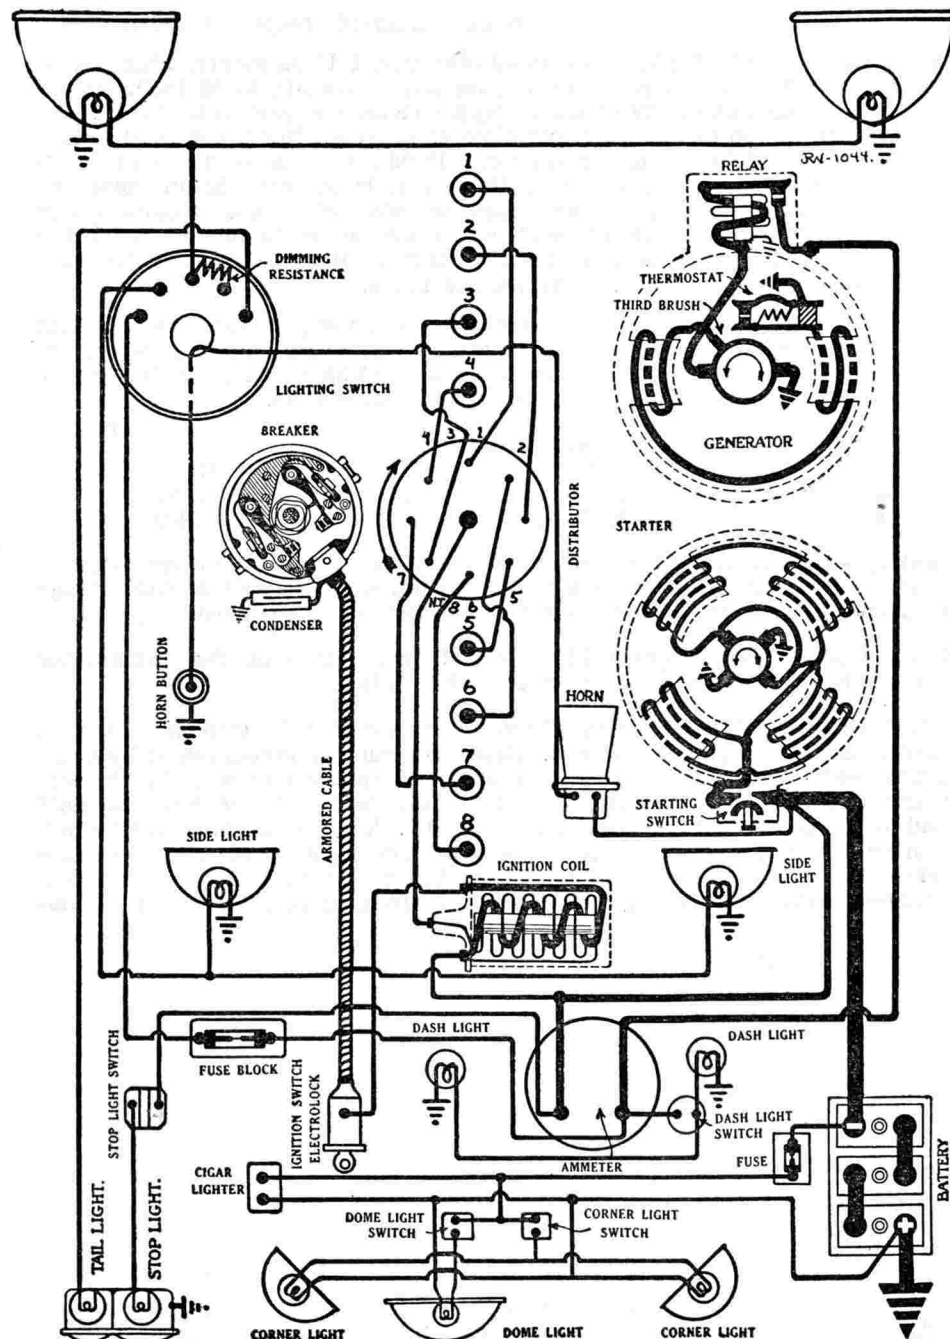 JRW-1044.
RELAY
1
2
3
4
DIMMING
RESISTANCE
THERMOSTAT
THIRD BRUSH
LIGHTING SWITCH
GENERATOR
BREAKER
4
3
1
2
7
H.T.
8
6
5
DISTRIBUTOR
STARTER
CONDENSER
5
6
7
8
HORN BUTTON
HORN
ARMORED CABLE
STARTING
SWITCH
SIDE LIGHT
SIDE
LIGHT
IGNITION COIL
STOP LIGHT SWITCH
FUSE BLOCK
DASH LIGHT
DASH LIGHT
IGNITION SWITCH
ELECTROLOCK
AMMETER
DASH LIGHT
SWITCH
FUSE
BATTERY
CIGAR
LIGHTER
TAIL LIGHT.
STOP LIGHT.
DOME LIGHT
SWITCH
CORNER LIGHT
SWITCH
CORNER LIGHT
DOME LIGHT
CORNER LIGHT